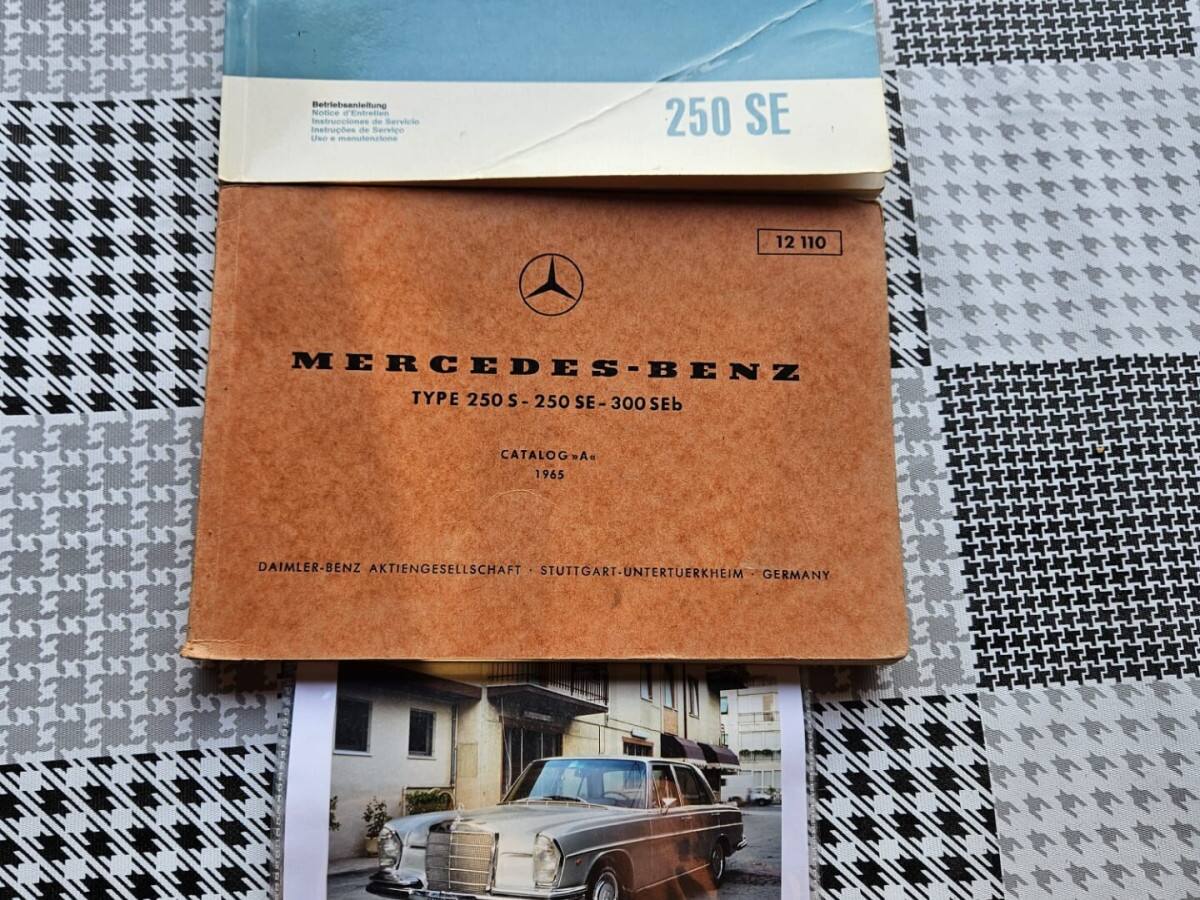 Betriebsanleitung
Notice d'Entretien
Instrucciones de Servicio
Instruções de Serviço
Uso e manutenzione
250 SE
12 110
MERCEDES-BENZ
TYPE 250 S - 250 SE - 300 SEb
CATALOG »A«
1965
DAIMLER-BENZ AKTIENGESELLSCHAFT · STUTTGART-UNTERTUERKHEIM · GERMANY